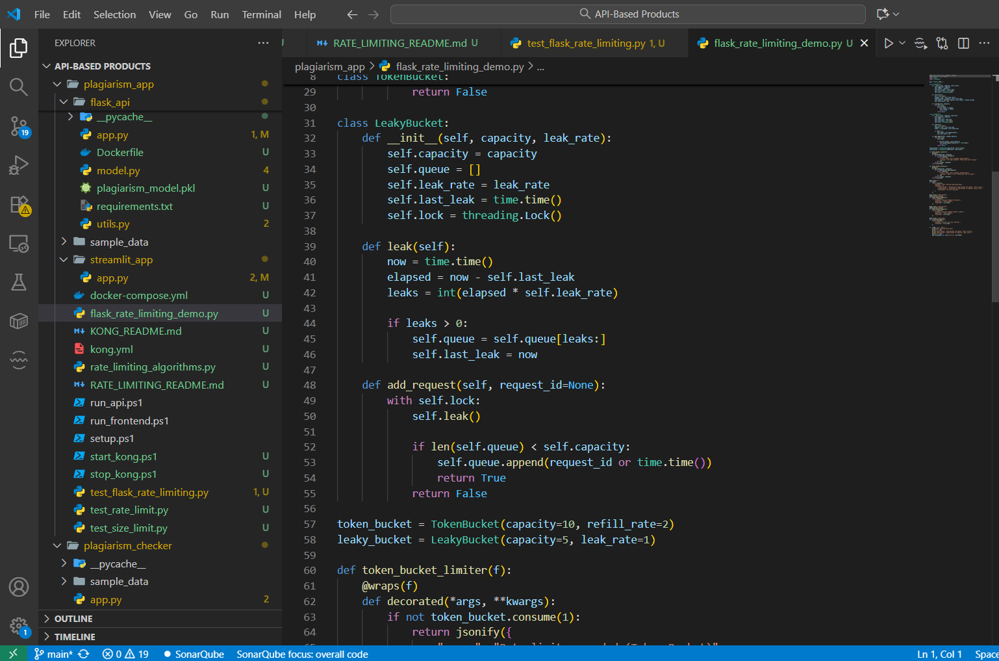 File Edit Selection View Go Run Terminal Help
API-Based Products
EXPLORER
RATE_LIMITING_README.md U
test_flask_rate_limiting.py 1, U
flask_rate_limiting_demo.py U
plagiarism_app > flask_rate_limiting_demo.py > ...
API-BASED PRODUCTS
plagiarism_app
flask_api
__pycache__
app.py 1, M
Dockerfile U
model.py 4
plagiarism_model.pkl U
requirements.txt U
utils.py 2
sample_data
streamlit_app
app.py 2, M
docker-compose.yml U
flask_rate_limiting_demo.py U
KONG_README.md U
kong.yml U
rate_limiting_algorithms.py U
RATE_LIMITING_README.md U
run_api.ps1
run_frontend.ps1
setup.ps1
start_kong.ps1 U
stop_kong.ps1 U
test_flask_rate_limiting.py 1, U
test_rate_limit.py U
test_size_limit.py U
plagiarism_checker
__pycache__
sample_data
app.py 2
OUTLINE
TIMELINE
19
1
8 class TokenBucket:
29 return False
30
31 class LeakyBucket:
32 def __init__(self, capacity, leak_rate):
33 self.capacity = capacity
34 self.queue = []
35 self.leak_rate = leak_rate
36 self.last_leak = time.time()
37 self.lock = threading.Lock()
38
39 def leak(self):
40 now = time.time()
41 elapsed = now - self.last_leak
42 leaks = int(elapsed * self.leak_rate)
43
44 if leaks > 0:
45 self.queue = self.queue[leaks:]
46 self.last_leak = now
47
48 def add_request(self, request_id=None):
49 with self.lock:
50 self.leak()
51
52 if len(self.queue) < self.capacity:
53 self.queue.append(request_id or time.time())
54 return True
55 return False
56
57 token_bucket = TokenBucket(capacity=10, refill_rate=2)
58 leaky_bucket = LeakyBucket(capacity=5, leak_rate=1)
59
60 def token_bucket_limiter(f):
61 @wraps(f)
62 def decorated(*args, **kwargs):
63 if not token_bucket.consume(1):
64 return jsonify({
main* 0 19 SonarQube SonarQube focus: overall code Ln 1, Col 1 Space